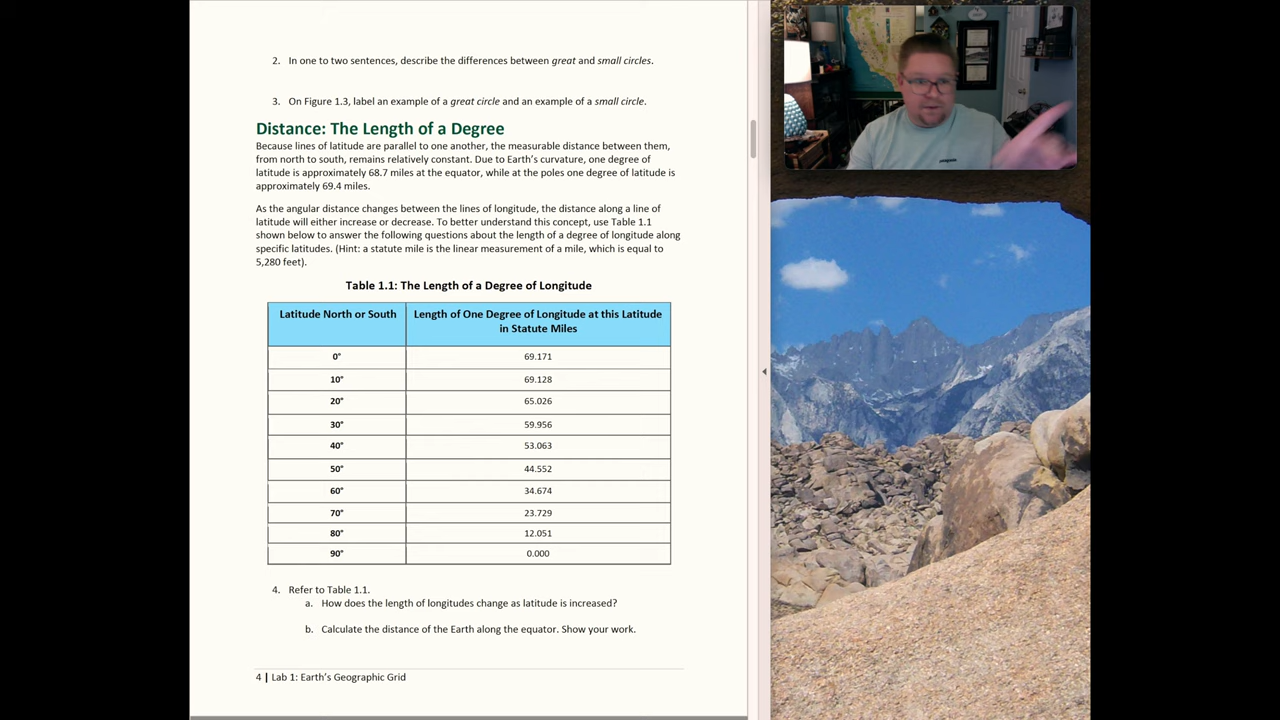 2. In one to two sentences, describe the differences between great and small circles.
3. On Figure 1.3, label an example of a great circle and an example of a small circle.
Distance: The Length of a Degree
Because lines of latitude are parallel to one another, the measurable distance between them,
from north to south, remains relatively constant. Due to Earth's curvature, one degree of
latitude is approximately 68.7 miles at the equator, while at the poles one degree of latitude is
approximately 69.4 miles.
As the angular distance changes between the lines of longitude, the distance along a line of
latitude will either increase or decrease. To better understand this concept, use Table 1.1
shown below to answer the following questions about the length of a degree of longitude along
specific latitudes. (Hint: a statute mile is the linear measurement of a mile, which is equal to
5,280 feet).
Table 1.1: The Length of a Degree of Longitude
Latitude North or South Length of One Degree of Longitude at this Latitude
in Statute Miles
0° 69.171
10° 69.128
20° 65.026
30° 59.956
40° 53.063
50° 44.552
60° 34.674
70° 23.729
80° 12.051
90° 0.000
4. Refer to Table 1.1.
a. How does the length of longitudes change as latitude is increased?
b. Calculate the distance of the Earth along the equator. Show your work.
4 | Lab 1: Earth's Geographic Grid